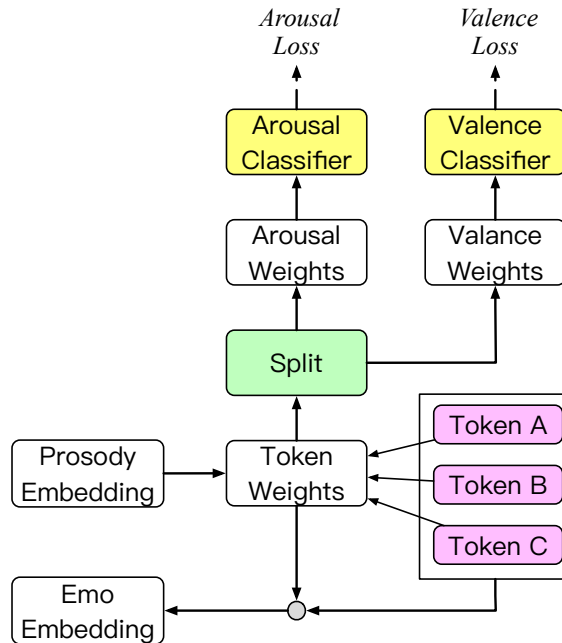 Arousal
Loss
Valence
Loss
Arousal
Classifier
Valence
Classifier
Arousal
Weights
Valance
Weights
Split
Token A
Prosody
Embedding
Token
Weights
Token B
Token C
Emo
Embedding